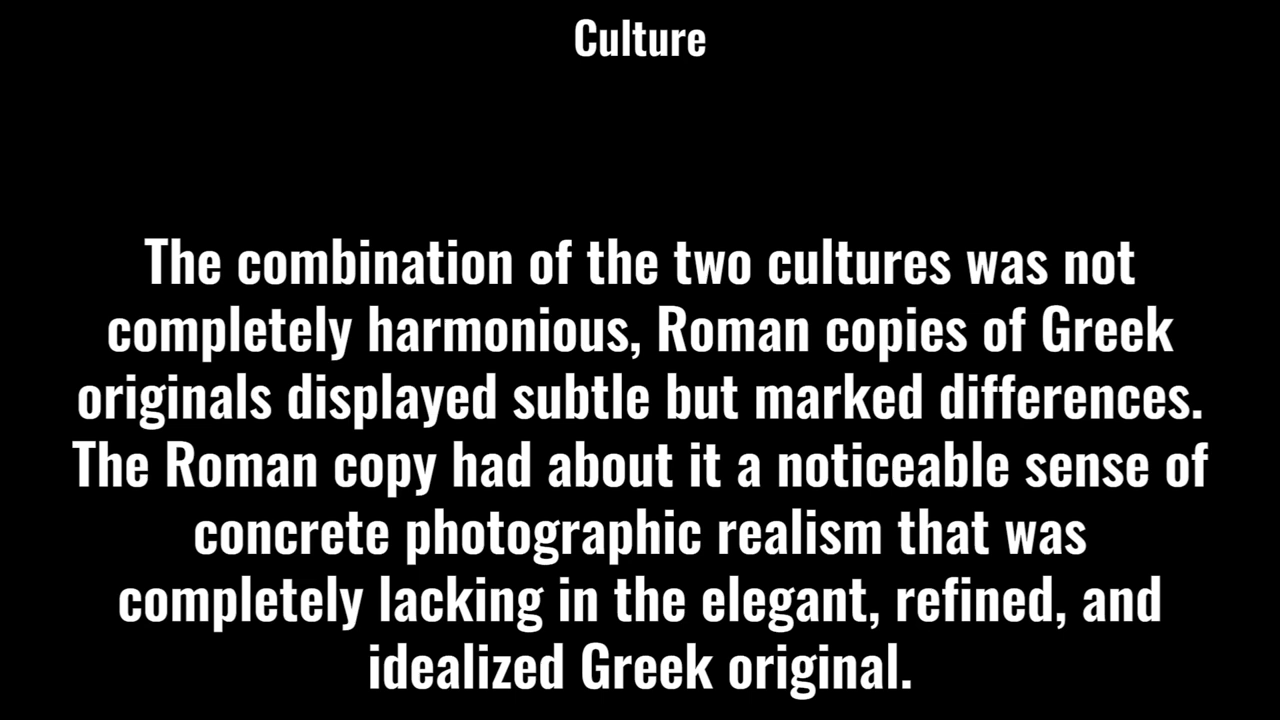 Culture
The combination of the two cultures was not
completely harmonious, Roman copies of Greek
originals displayed subtle but marked differences.
The Roman copy had about it a noticeable sense of
concrete photographic realism that was
completely lacking in the elegant, refined, and
idealized Greek original.